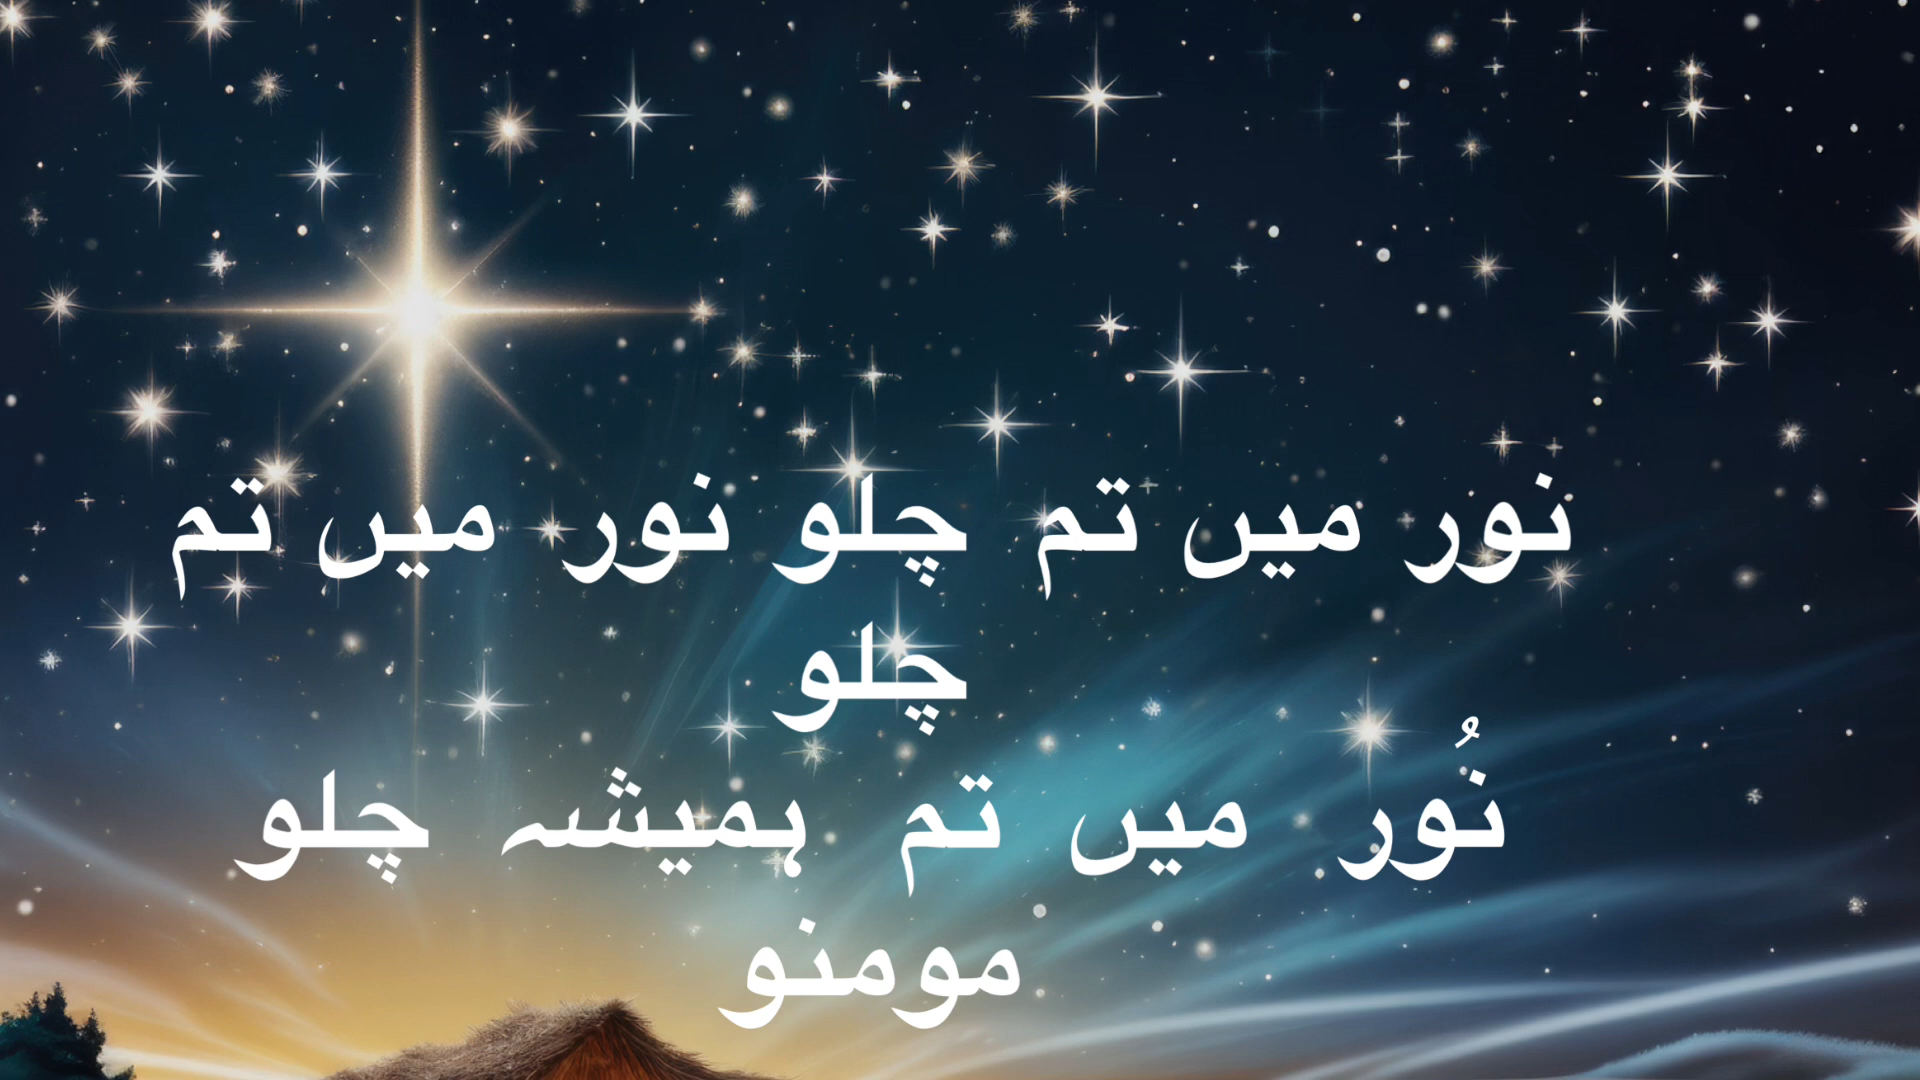 نور میں تم چلو نور میں تم
چلو
نُور میں تم ہمیشہ چلو
مومنو